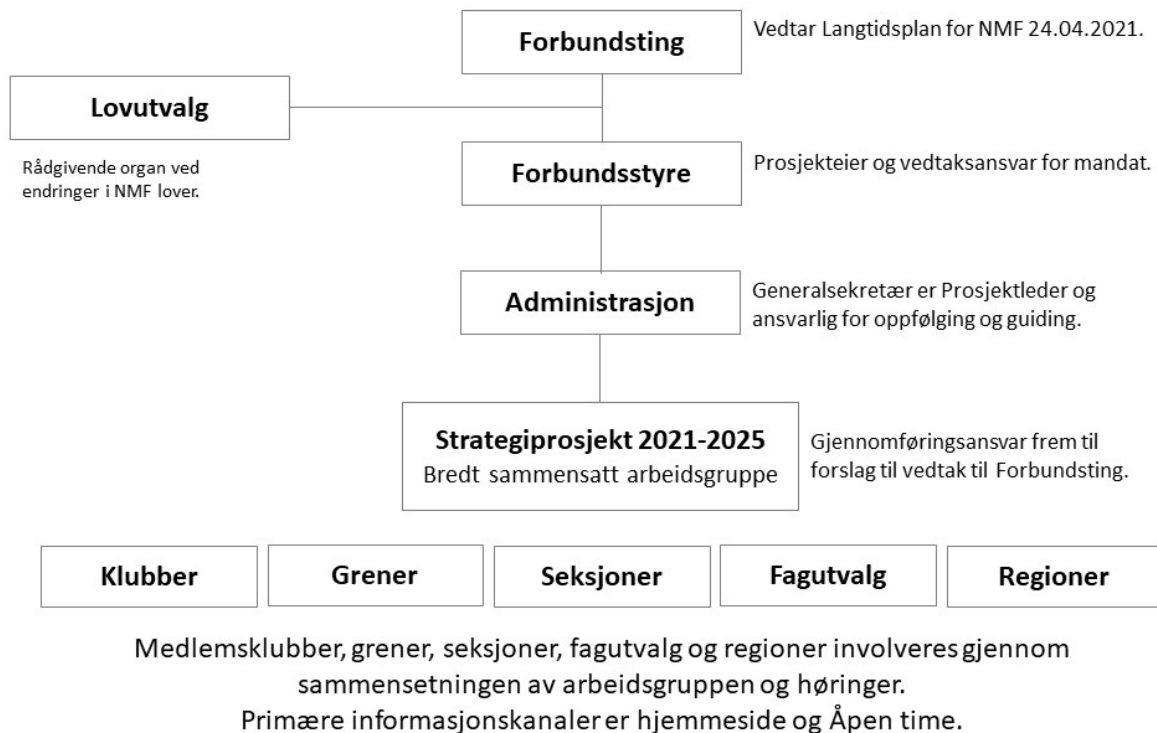 Forbundsting
Vedtar Langtidsplan for NMF 24.04.2021.
Lovutvalg
Rådgivende organ ved
endringer i NMF lover.
Forbundsstyre
Prosjekteier og vedtaksansvar for mandat.
Administrasjon
Generalsekretær er Prosjektleder og
ansvarlig for oppfølging og guiding.
Strategiprosjekt 2021-2025
Bredt sammensatt arbeidsgruppe
Gjennomføringsansvar frem til
forslag til vedtak til Forbundsting.
Klubber
Grener
Seksjoner
Fagutvalg
Regioner
Medlemsklubber, grener, seksjoner, fagutvalg og regioner involveres gjennom
sammensetningen av arbeidsgruppen og høringer.
Primære informasjonskanaler er hjemmeside og Åpen time.